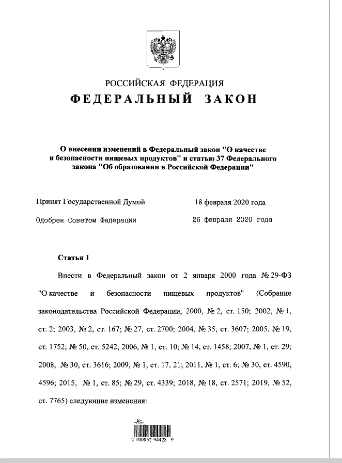 РОССИЙСКАЯ ФЕДЕРАЦИЯ
ФЕДЕРАЛЬНЫЙ ЗАКОН
О внесении изменений в Федеральный закон "О качестве
и безопасности пищевых продуктов" и статью 37 Федерального
закона "Об образовании в Российской Федерации"
Принят Государственной Думой 18 февраля 2020 года
Одобрен Советом Федерации 26 февраля 2020 года
Статья 1
Внести в Федеральный закон от 2 января 2000 года №29-ФЗ
"О качестве и безопасности пищевых продуктов" (Собрание
законодательства Российской Федерации, 2000, № 2, ст. 150; 2002, № 1,
ст. 2; 2003, № 2, ст. 167; № 27, ст. 2700; 2004, № 35, ст. 3607; 2005, № 19,
ст. 1752; № 50, ст. 5242; 2006, № 1, ст. 10; № 14, ст. 1458; 2007, № 1, ст. 29;
2008, № 30, ст. 3616; 2009, № 1, ст. 17, 21; 2011, № 1, ст. 6; № 30, ст. 4590,
4596; 2015, № 1, ст. 85; № 29, ст. 4339; 2018, № 18, ст. 2571; 2019, № 52,
ст. 7765) следующие изменения: